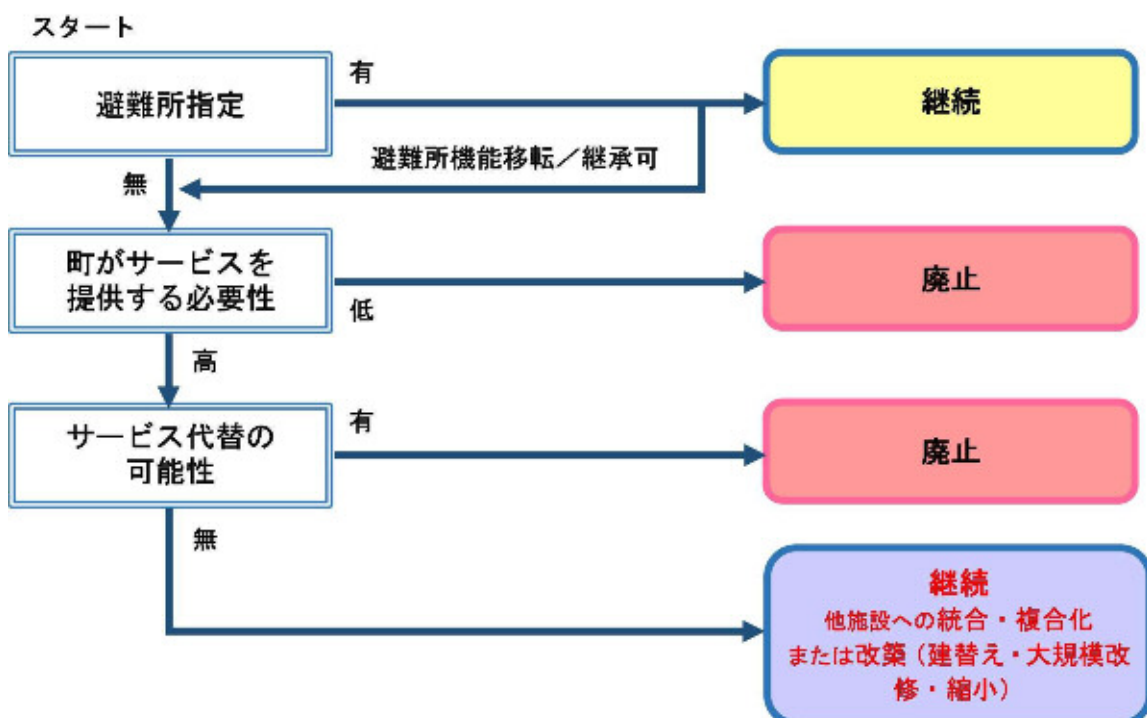 スタート
避難所指定
有
継続
避難所機能移転／継承可
無
町がサービスを
提供する必要性
低
廃止
高
サービス代替の
可能性
有
廃止
無
継続
他施設への統合・複合化
または改築（建替え・大規模改
修・縮小）